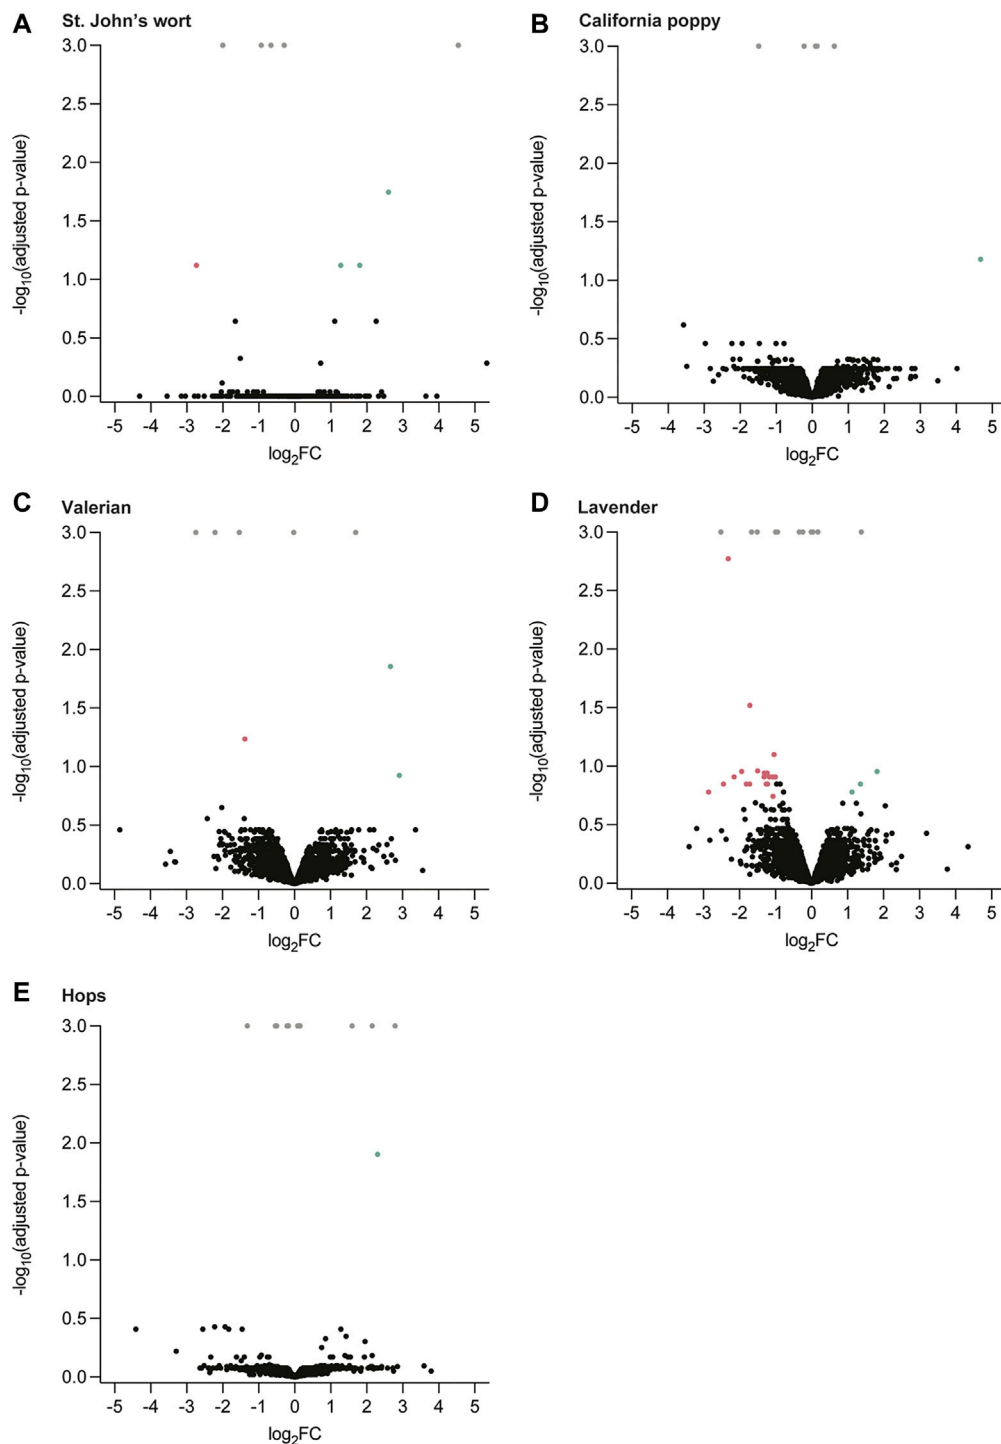 A St. John's wort
3.0
2.5
2.0
1.5
1.0
0.5
0.0
-log10(adjusted p-value)
-5 -4 -3 -2 -1 0 1 2 3 4 5
log2FC
B California poppy
3.0
2.5
2.0
1.5
1.0
0.5
0.0
-log10(adjusted p-value)
-5 -4 -3 -2 -1 0 1 2 3 4 5
log2FC
C Valerian
3.0
2.5
2.0
1.5
1.0
0.5
0.0
-log10(adjusted p-value)
-5 -4 -3 -2 -1 0 1 2 3 4 5
log2FC
D Lavender
3.0
2.5
2.0
1.5
1.0
0.5
0.0
-log10(adjusted p-value)
-5 -4 -3 -2 -1 0 1 2 3 4 5
log2FC
E Hops
3.0
2.5
2.0
1.5
1.0
0.5
0.0
-log10(adjusted p-value)
-5 -4 -3 -2 -1 0 1 2 3 4 5
log2FC